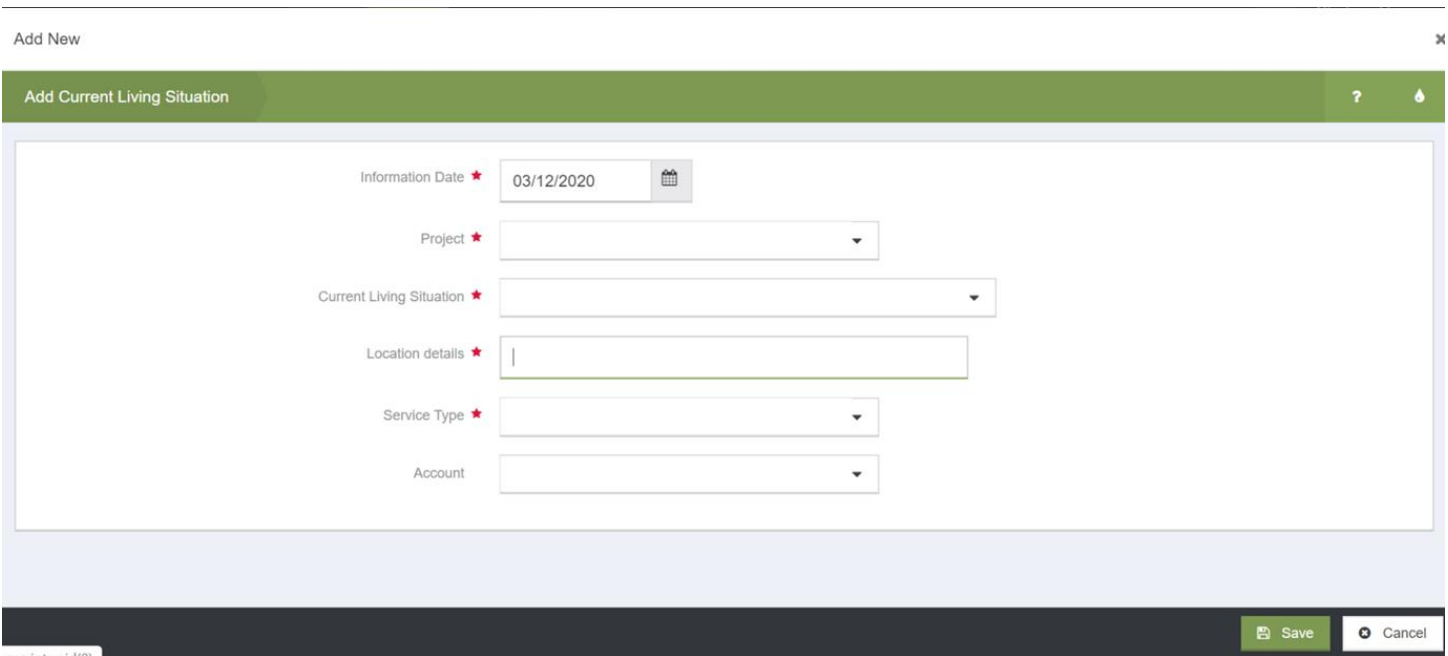 Add New
Add Current Living Situation
Information Date
03/12/2020
Project
Current Living Situation
Location details
Service Type
Account
Save
Cancel